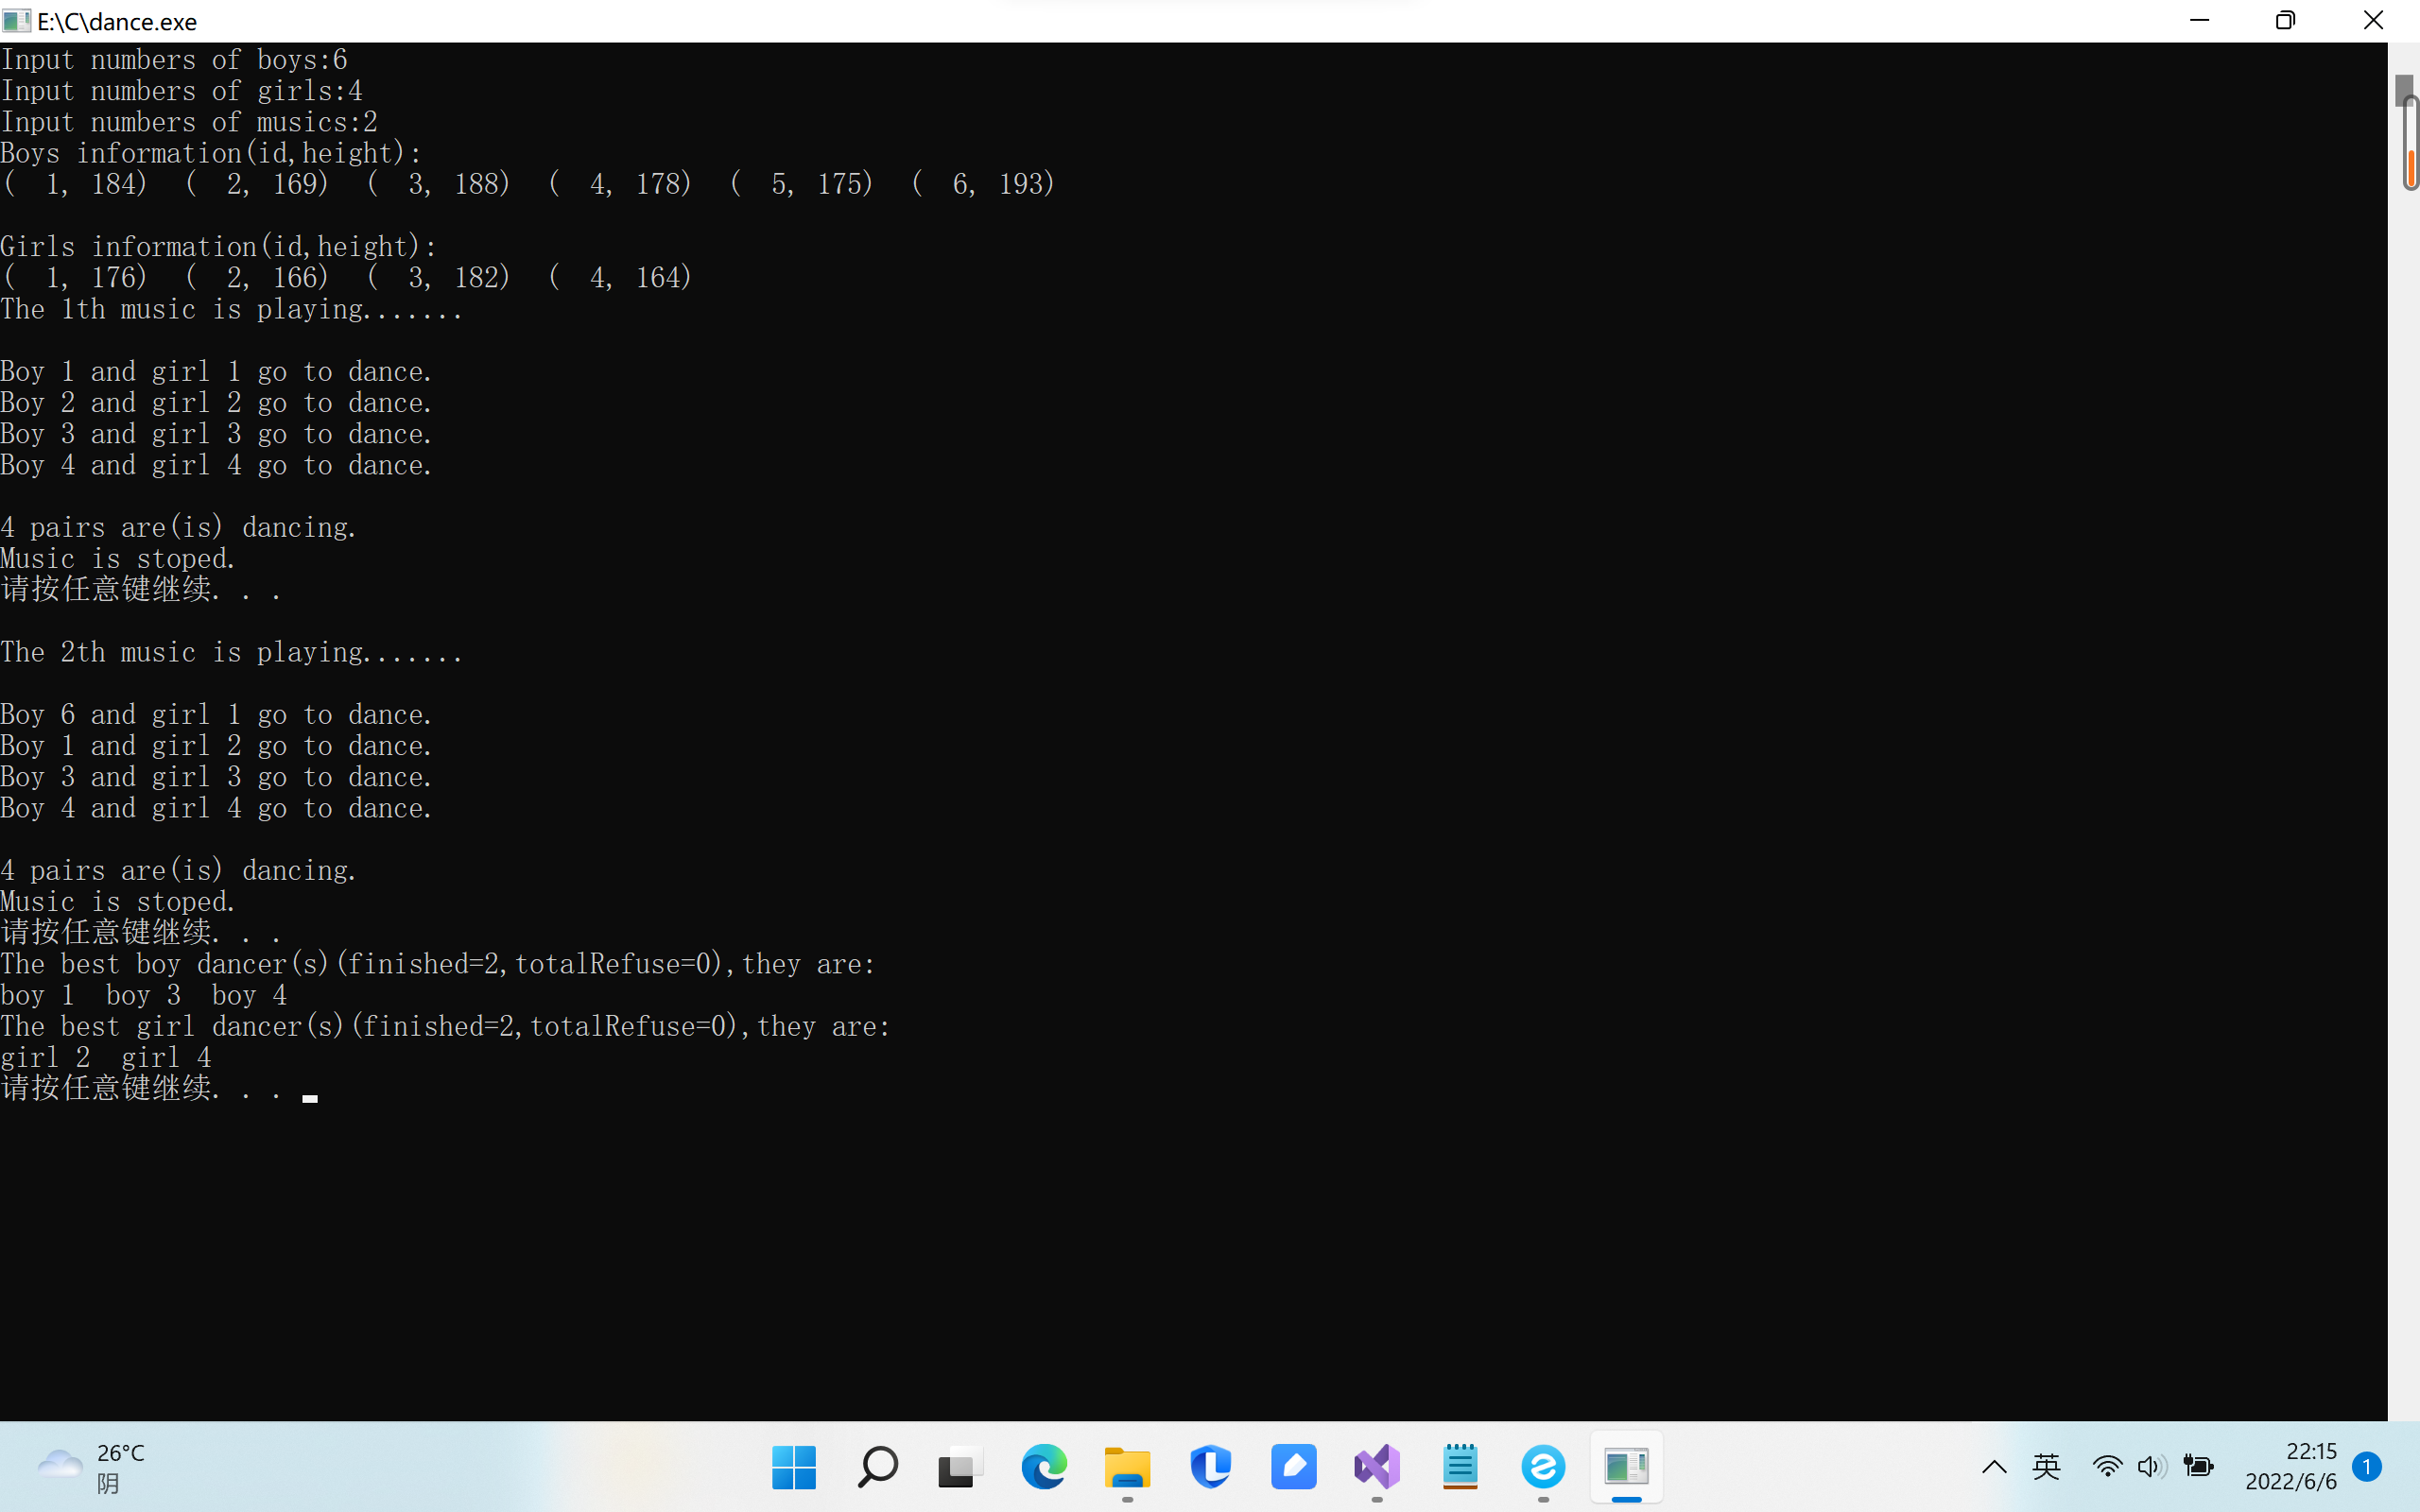 E:\C\dance.exe
Input numbers of boys:6
Input numbers of girls:4
Input numbers of musics:2
Boys information(id,height):
(  1, 184)  (  2, 169)  (  3, 188)  (  4, 178)  (  5, 175)  (  6, 193)
Girls information(id,height):
(  1, 176)  (  2, 166)  (  3, 182)  (  4, 164)
The 1th music is playing.......
Boy 1 and girl 1 go to dance.
Boy 2 and girl 2 go to dance.
Boy 3 and girl 3 go to dance.
Boy 4 and girl 4 go to dance.
4 pairs are(is) dancing.
Music is stoped.
请按任意键继续. . .
The 2th music is playing.......
Boy 6 and girl 1 go to dance.
Boy 1 and girl 2 go to dance.
Boy 3 and girl 3 go to dance.
Boy 4 and girl 4 go to dance.
4 pairs are(is) dancing.
Music is stoped.
请按任意键继续. . .
The best boy dancer(s)(finished=2,totalRefuse=0),they are:
boy 1  boy 3  boy 4
The best girl dancer(s)(finished=2,totalRefuse=0),they are:
girl 2  girl 4
请按任意键继续. . .
26°C
阴
英
22:15
2022/6/6
1